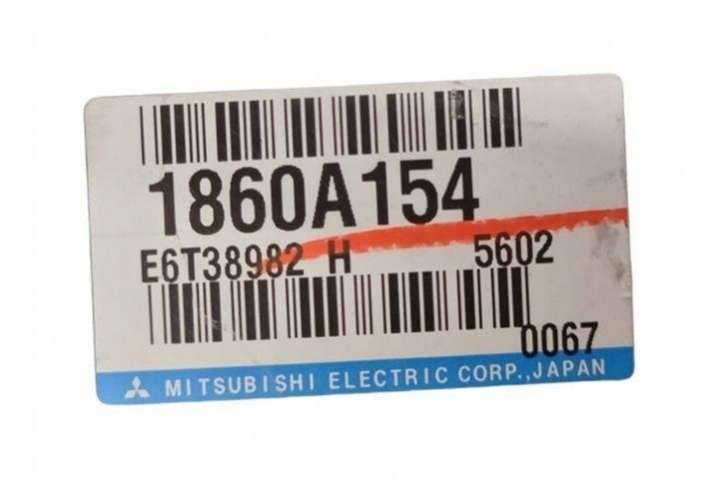 1860A154
E6T38982 H 5602
0067
MITSUBISHI ELECTRIC CORP.,JAPAN